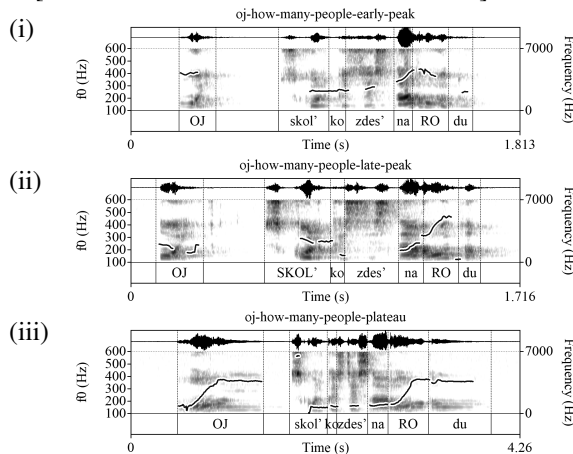 (i)
oj-how-many-people-early-peak
600
500
400
300
200
100
f0 (Hz)
7000
0
Frequency (Hz)
OJ skol’ ko zdes’ na RO du
0 Time (s) 1.813
(ii)
oj-how-many-people-late-peak
600
500
400
300
200
100
f0 (Hz)
7000
0
Frequency (Hz)
OJ SKOL’ ko zdes’ na RO du
0 Time (s) 1.716
(iii)
oj-how-many-people-plateau
600
500
400
300
200
100
f0 (Hz)
7000
0
Frequency (Hz)
OJ skol’ ko zdes’ na RO du
0 Time (s) 4.26